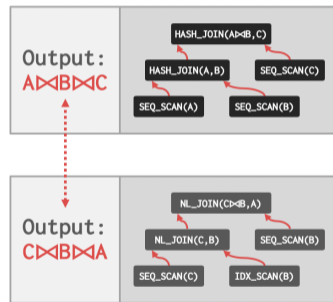 Output:
A⋈B⋈C
HASH_JOIN(A⋈B,C)
HASH_JOIN(A,B)
SEQ_SCAN(C)
SEQ_SCAN(A)
SEQ_SCAN(B)
Output:
C⋈B⋈A
NL_JOIN(C⋈B,A)
NL_JOIN(C,B)
SEQ_SCAN(B)
SEQ_SCAN(C)
IDX_SCAN(B)